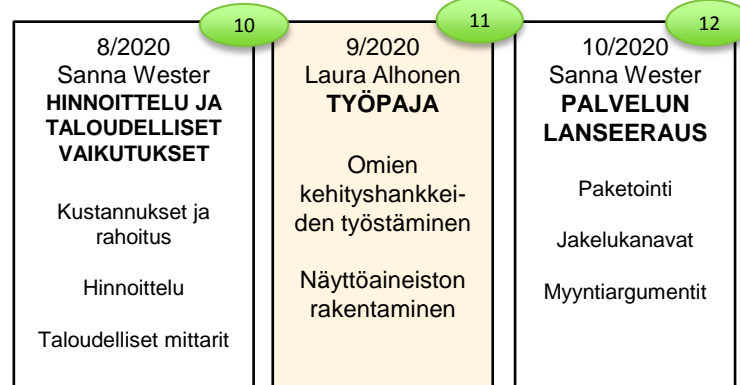 10
8/2020
Sanna Wester
HINNOITTELU JA
TALOUDELLISET
VAIKUTUKSET
Kustannukset ja
rahoitus
Hinnoittelu
Taloudelliset mittarit
11
9/2020
Laura Alhonen
TYÖPAJA
Omien
kehityshankkei-
den työstäminen
Näyttöaineiston
rakentaminen
12
10/2020
Sanna Wester
PALVELUN
LANSEERAUS
Paketointi
Jakelukanavat
Myyntiargumentit